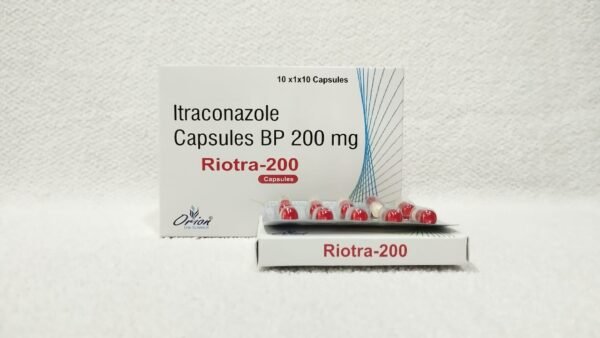 10 x1x10 Capsules
Itraconazole
Capsules BP 200 mg
Riotra-200
Capsules
Orion
Riotra-200